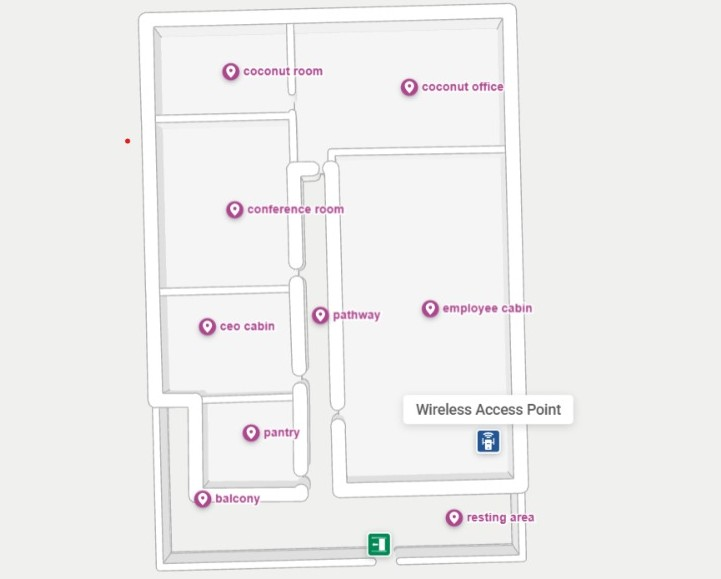 coconut room
coconut office
conference room
pathway
employee cabin
ceo cabin
Wireless Access Point
pantry
balcony
resting area